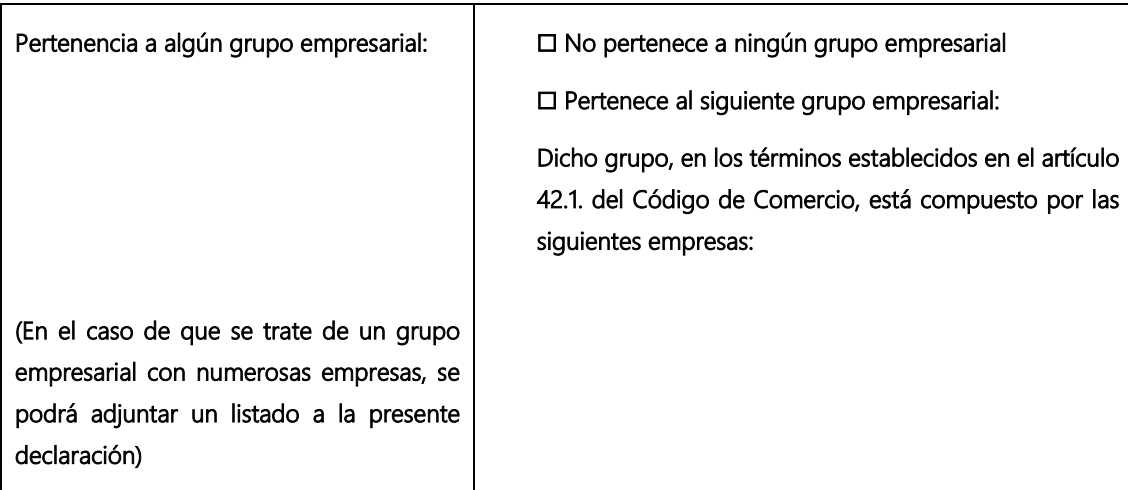 Pertenencia a algún grupo empresarial:
(En el caso de que se trate de un grupo
empresarial con numerosas empresas, se
podrá adjuntar un listado a la presente
declaración)
☐ No pertenece a ningún grupo empresarial
☐ Pertenece al siguiente grupo empresarial:
Dicho grupo, en los términos establecidos en el artículo
42.1. del Código de Comercio, está compuesto por las
siguientes empresas: